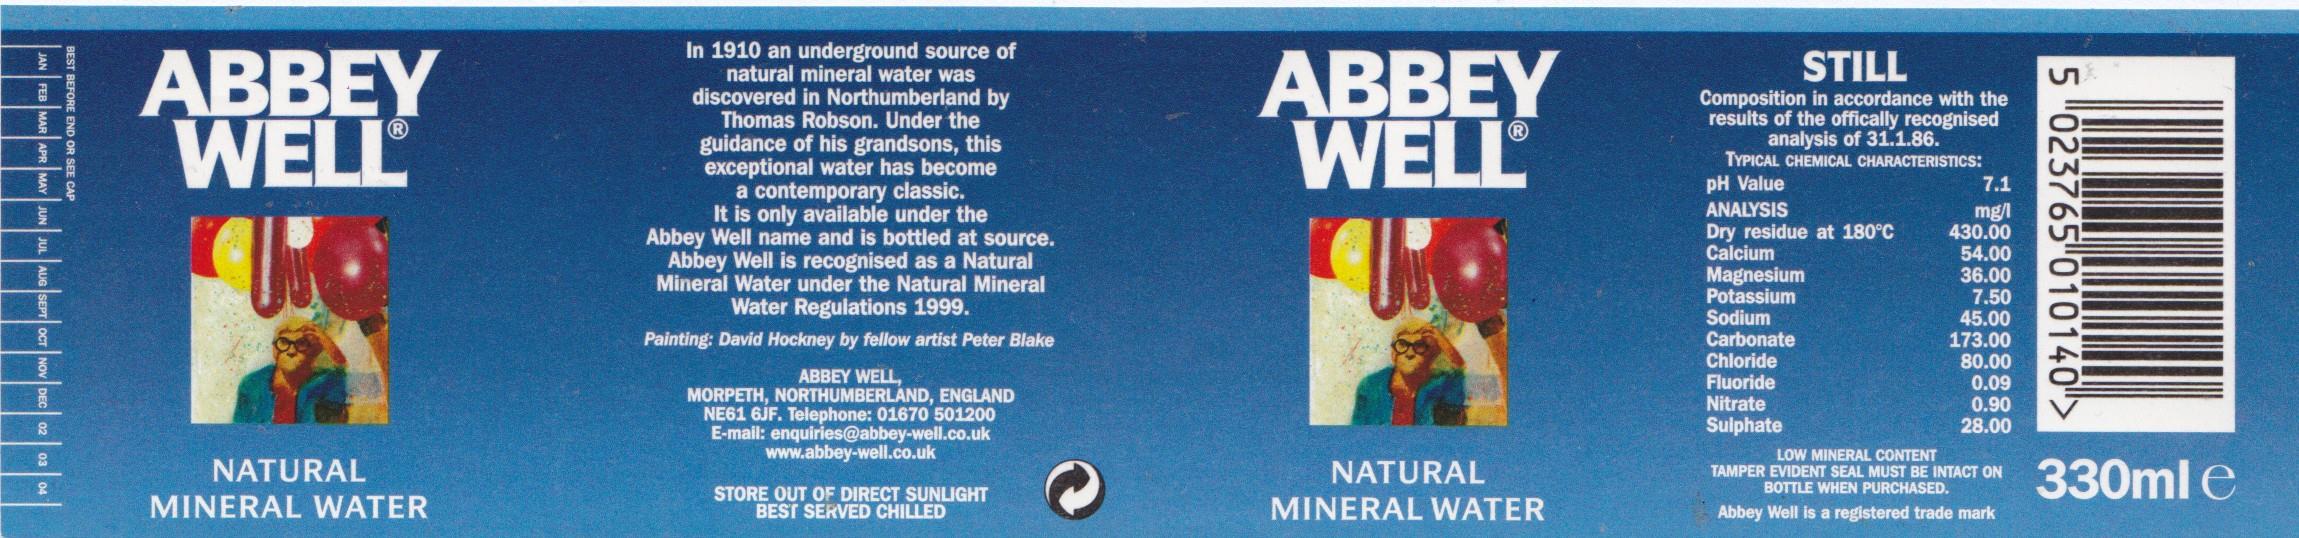 BEST BEFORE END OR SEE CAP
JAN FEB MAR APR MAY JUN JUL AUG SEPT OCT NOV DEC 02 03 04
ABBEY
WELL®
NATURAL
MINERAL WATER
In 1910 an underground source of
natural mineral water was
discovered in Northumberland by
Thomas Robson. Under the
guidance of his grandsons, this
exceptional water has become
a contemporary classic.
It is only available under the
Abbey Well name and is bottled at source.
Abbey Well is recognised as a Natural
Mineral Water under the Natural Mineral
Water Regulations 1999.
Painting: David Hockney by fellow artist Peter Blake
ABBEY WELL,
MORPETH, NORTHUMBERLAND, ENGLAND
NE61 6JF. Telephone: 01670 501200
E-mail: enquiries@abbey-well.co.uk
www.abbey-well.co.uk
STORE OUT OF DIRECT SUNLIGHT
BEST SERVED CHILLED
ABBEY
WELL®
NATURAL
MINERAL WATER
STILL
Composition in accordance with the
results of the offically recognised
analysis of 31.1.86.
TYPICAL CHEMICAL CHARACTERISTICS:
pH Value 7.1
ANALYSIS mg/l
Dry residue at 180°C 430.00
Calcium 54.00
Magnesium 36.00
Potassium 7.50
Sodium 45.00
Carbonate 173.00
Chloride 80.00
Fluoride 0.09
Nitrate 0.90
Sulphate 28.00
LOW MINERAL CONTENT
TAMPER EVIDENT SEAL MUST BE INTACT ON
BOTTLE WHEN PURCHASED.
Abbey Well is a registered trade mark
5 023765 010140 >
330ml e